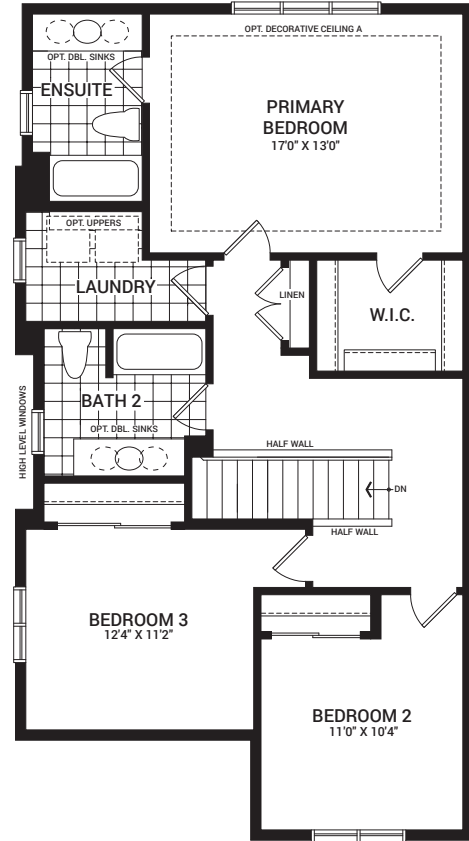 OPT. DECORATIVE CEILING A
OPT. DBL. SINKS
ENSUITE
PRIMARY
BEDROOM
17'0" X 13'0"
OPT. UPPERS
LAUNDRY
LINEN
W.I.C.
HIGH LEVEL WINDOWS
BATH 2
OPT. DBL. SINKS
HALF WALL
DN
HALF WALL
BEDROOM 3
12'4" X 11'2"
BEDROOM 2
11'0" X 10'4"